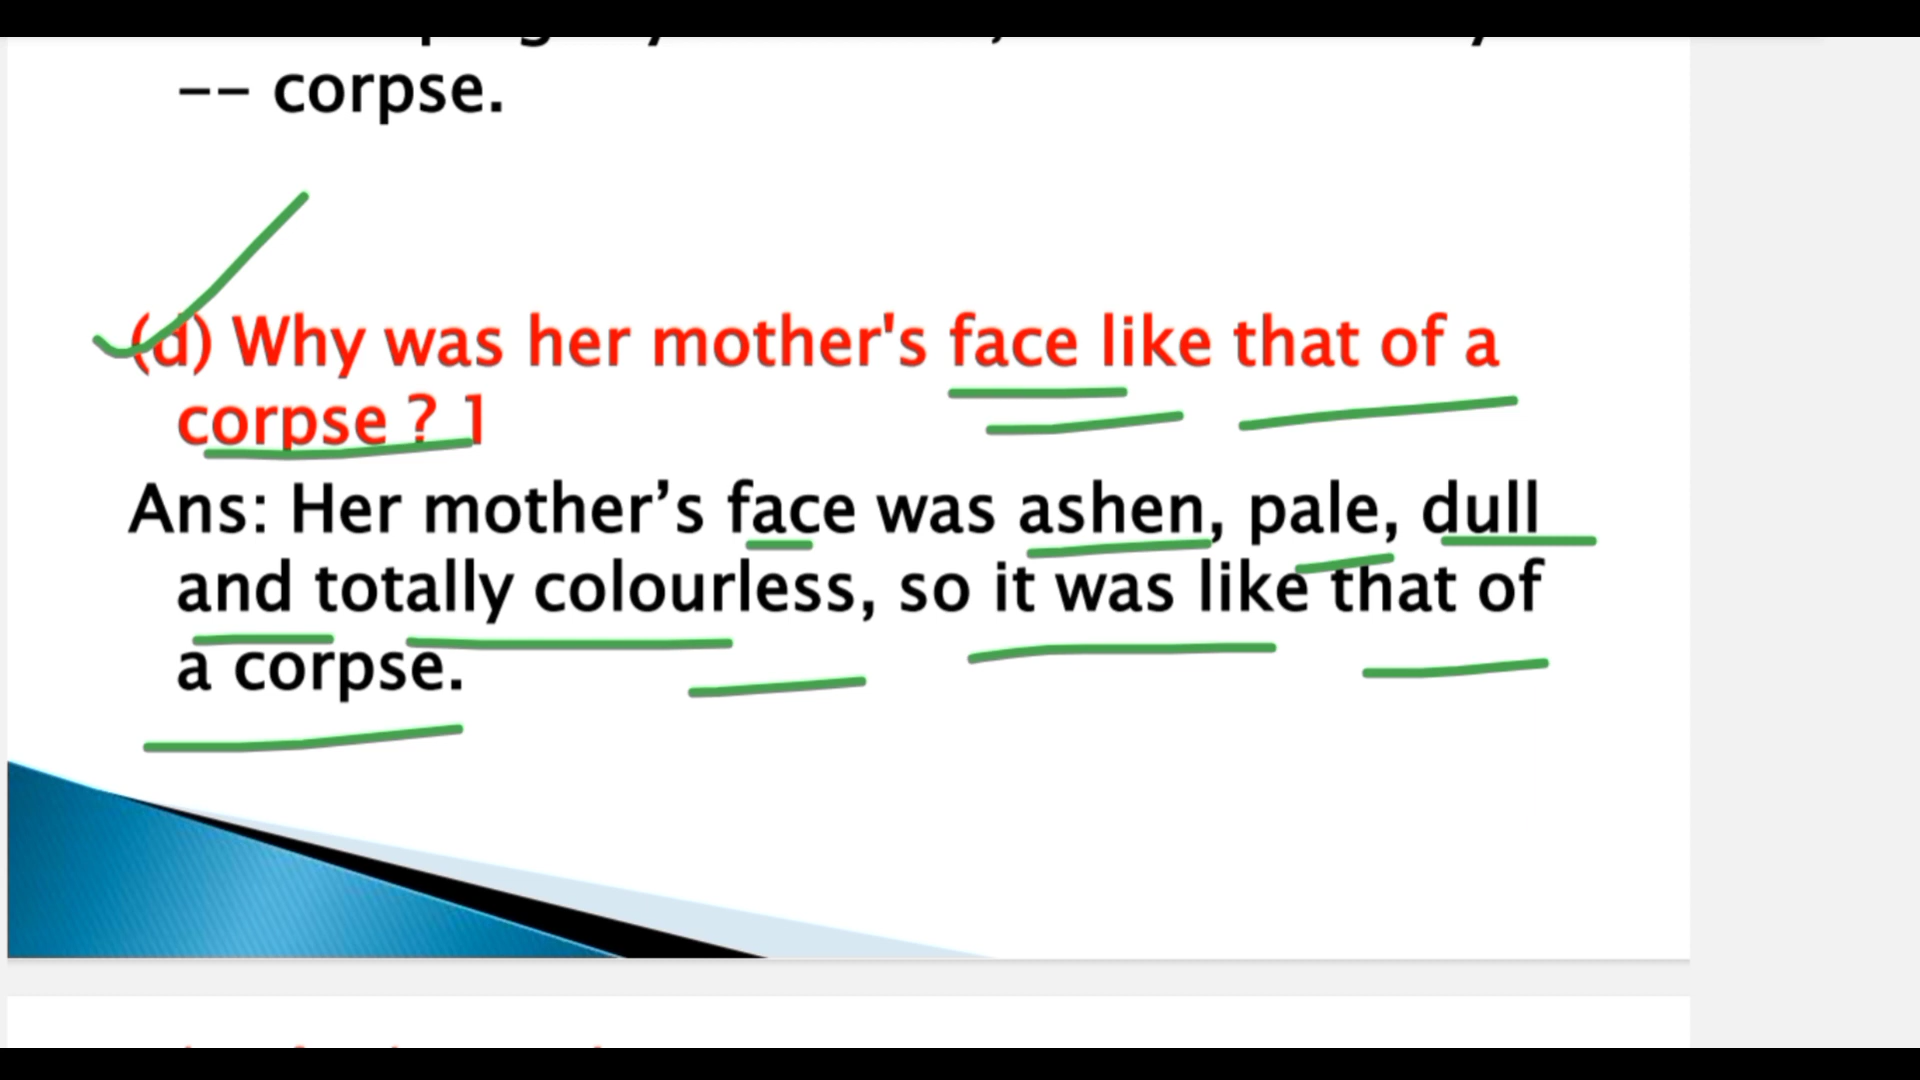 -- corpse.
(d) Why was her mother's face like that of a
corpse ? 1
Ans: Her mother’s face was ashen, pale, dull
and totally colourless, so it was like that of
a corpse.